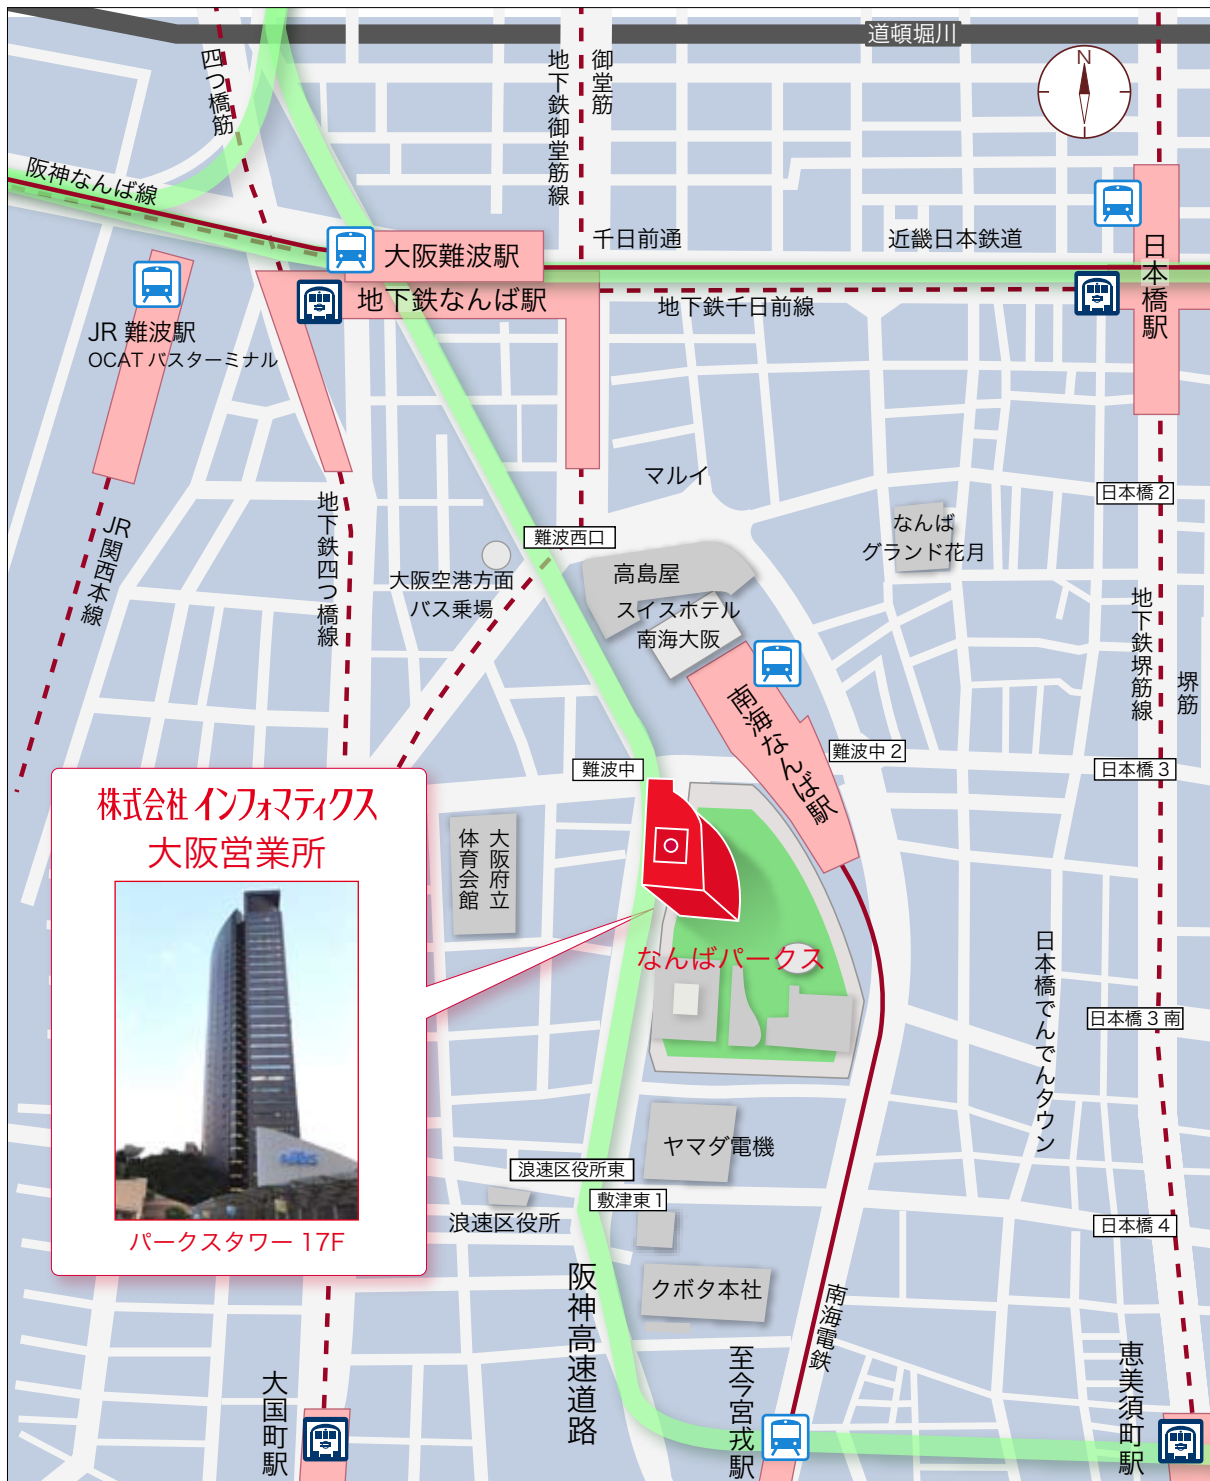 道頓堀川
N
四つ橋筋
地下鉄御堂筋線
御堂筋
阪神なんば線
大阪難波駅
千日前通
近畿日本鉄道
日本橋駅
地下鉄なんば駅
地下鉄千日前線
JR 難波駅
OCAT バスターミナル
マルイ
日本橋 2
なんば
グランド花月
JR関西本線
地下鉄四つ橋線
難波西口
大阪空港方面
バス乗場
高島屋
スイスホテル
南海大阪
地下鉄堺筋線
堺筋
南海なんば駅
難波中 2
難波中
日本橋 3
株式会社 インフォマティクス
大阪営業所
パークスタワー 17F
大阪府立
体育会館
なんばパークス
日本橋でんでんタウン
日本橋 3 南
ヤマダ電機
浪速区役所東
敷津東 1
浪速区役所
日本橋 4
クボタ本社
阪神高速道路
南海電鉄
至今宮戎駅
恵美須町駅
大国町駅